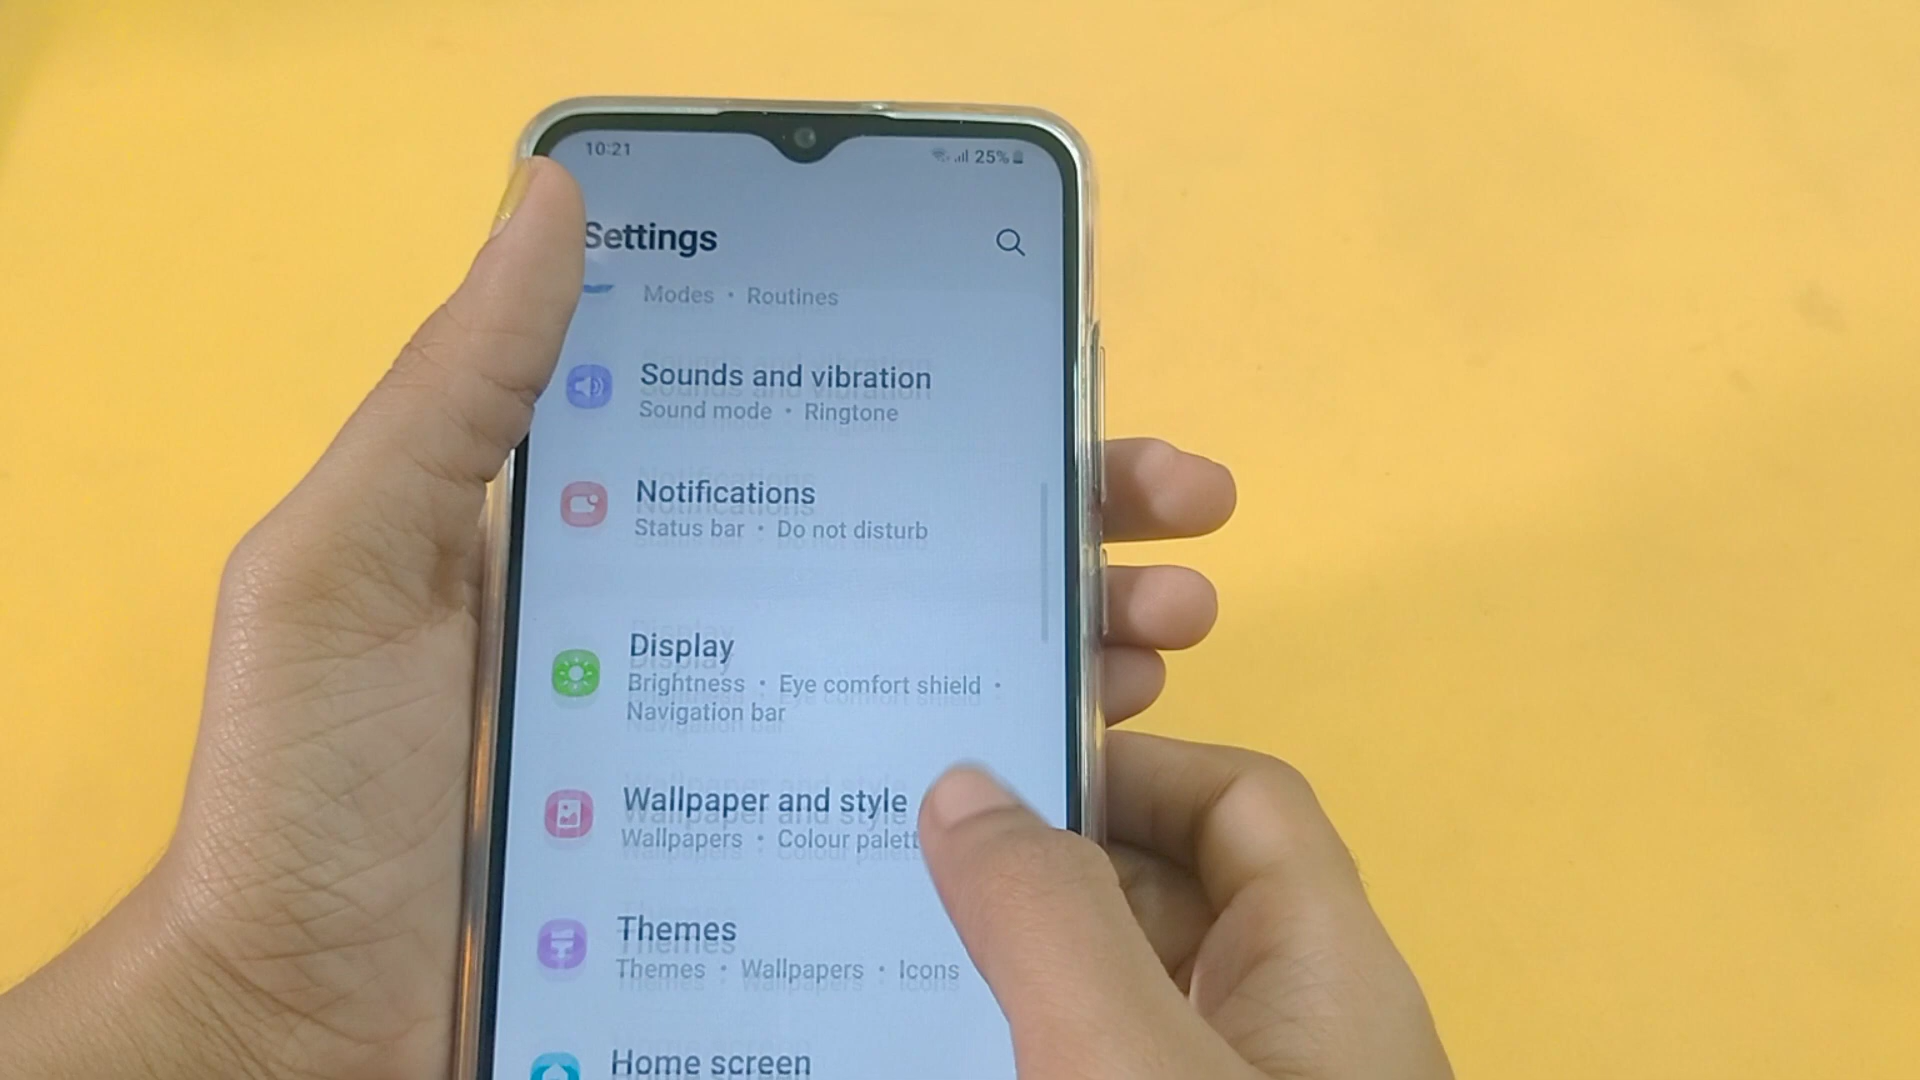 10:21
25%
Settings
Modes • Routines
Sounds and vibration
Sound mode • Ringtone
Notifications
Status bar • Do not disturb
Display
Brightness • Eye comfort shield •
Navigation bar
Wallpaper and style
Wallpapers • Colour palett
Themes
Themes • Wallpapers • Icons
Home screen